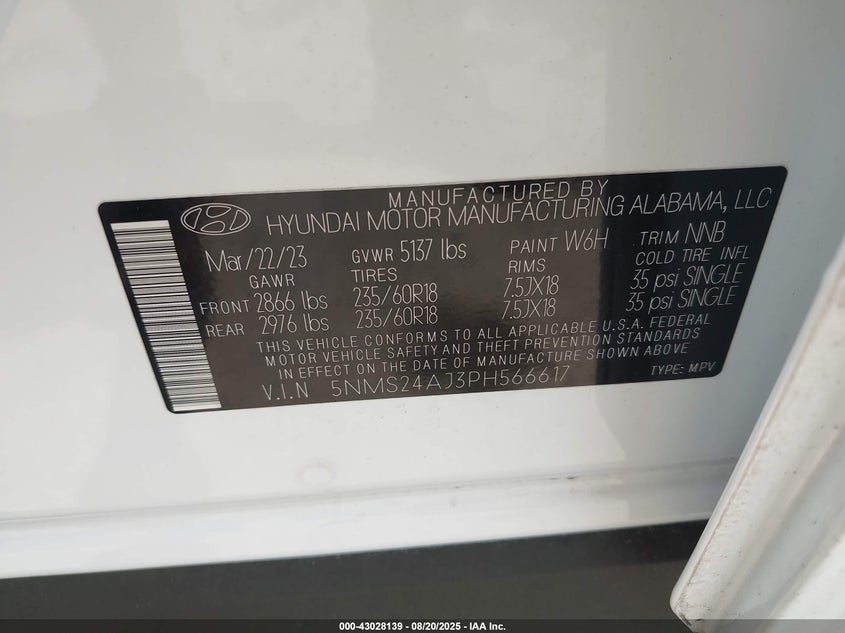 MANUFACTURED BY
HYUNDAI MOTOR MANUFACTURING ALABAMA, LLC
Mar/22/23 GVWR 5137 lbs PAINT W6H TRIM NNB
GAWR TIRES RIMS COLD TIRE INFL
FRONT 2866 lbs 235/60R18 7.5JX18 35 psi SINGLE
REAR 2976 lbs 235/60R18 7.5JX18 35 psi SINGLE
THIS VEHICLE CONFORMS TO ALL APPLICABLE U.S.A. FEDERAL
MOTOR VEHICLE SAFETY AND THEFT PREVENTION STANDARDS
IN EFFECT ON THE DATE OF MANUFACTURE SHOWN ABOVE
V.I.N 5NMS24AJ3PH566617 TYPE: MPV
000-43028139 - 08/20/2025 - IAA Inc.